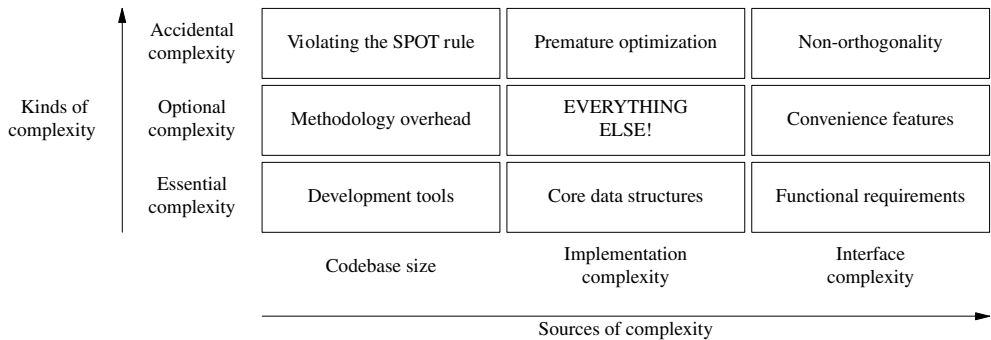 Accidental
complexity
Violating the SPOT rule
Premature optimization
Non-orthogonality
Kinds of
complexity
Optional
complexity
Methodology overhead
EVERYTHING
ELSE!
Convenience features
Essential
complexity
Development tools
Core data structures
Functional requirements
Codebase size
Implementation
complexity
Interface
complexity
Sources of complexity